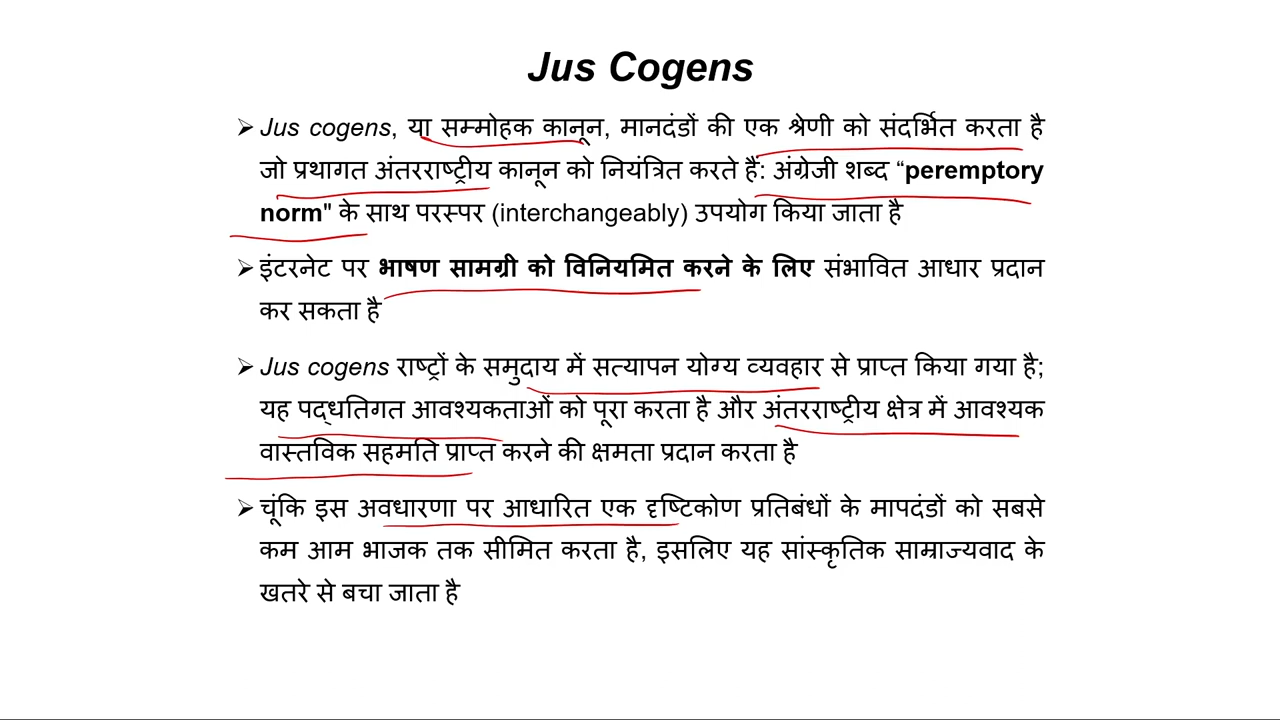 Jus Cogens
➢ Jus cogens, या सम्मोहक कानून, मानदंडों की एक श्रेणी को संदर्भित करता है
जो प्रथागत अंतरराष्ट्रीय कानून को नियंत्रित करते हैं: अंग्रेजी शब्द “peremptory
norm" के साथ परस्पर (interchangeably) उपयोग किया जाता है
➢ इंटरनेट पर भाषण सामग्री को विनियमित करने के लिए संभावित आधार प्रदान
कर सकता है
➢ Jus cogens राष्ट्रों के समुदाय में सत्यापन योग्य व्यवहार से प्राप्त किया गया है;
यह पद्धतिगत आवश्यकताओं को पूरा करता है और अंतरराष्ट्रीय क्षेत्र में आवश्यक
वास्तविक सहमति प्राप्त करने की क्षमता प्रदान करता है
➢ चूंकि इस अवधारणा पर आधारित एक दृष्टिकोण प्रतिबंधों के मापदंडों को सबसे
कम आम भाजक तक सीमित करता है, इसलिए यह सांस्कृतिक साम्राज्यवाद के
खतरे से बचा जाता है